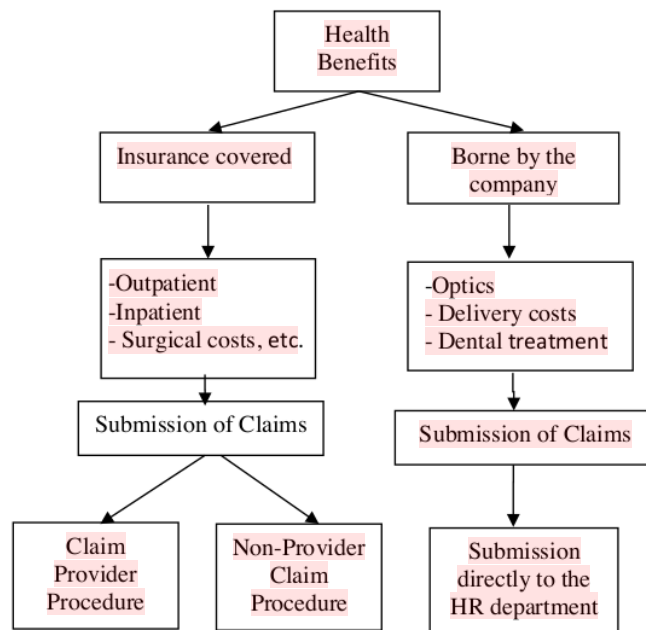 Health
Benefits
Insurance covered
Borne by the
company
-Outpatient
-Inpatient
- Surgical costs, etc.
-Optics
- Delivery costs
- Dental treatment
Submission of Claims
Submission of Claims
Claim
Provider
Procedure
Non-Provider
Claim
Procedure
Submission
directly to the
HR department